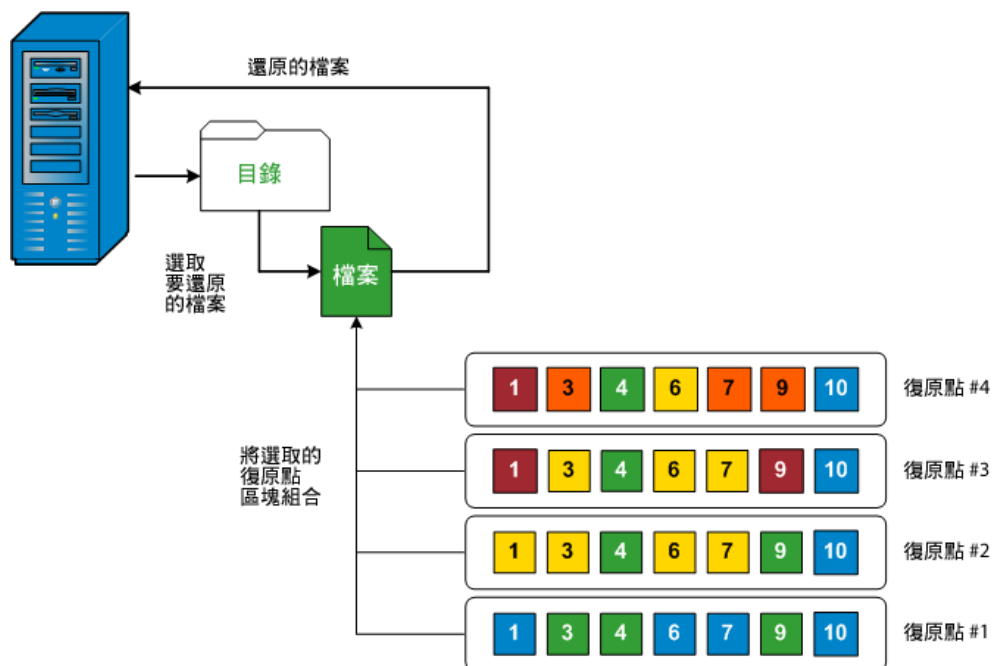 還原的檔案
目錄
選取
要還原
的檔案
檔案
1 3 4 6 7 9 10
復原點 #4
將選取的
復原點
區塊組合
1 3 4 6 7 9 10
復原點 #3
1 3 4 6 7 9 10
復原點 #2
1 3 4 6 7 9 10
復原點 #1